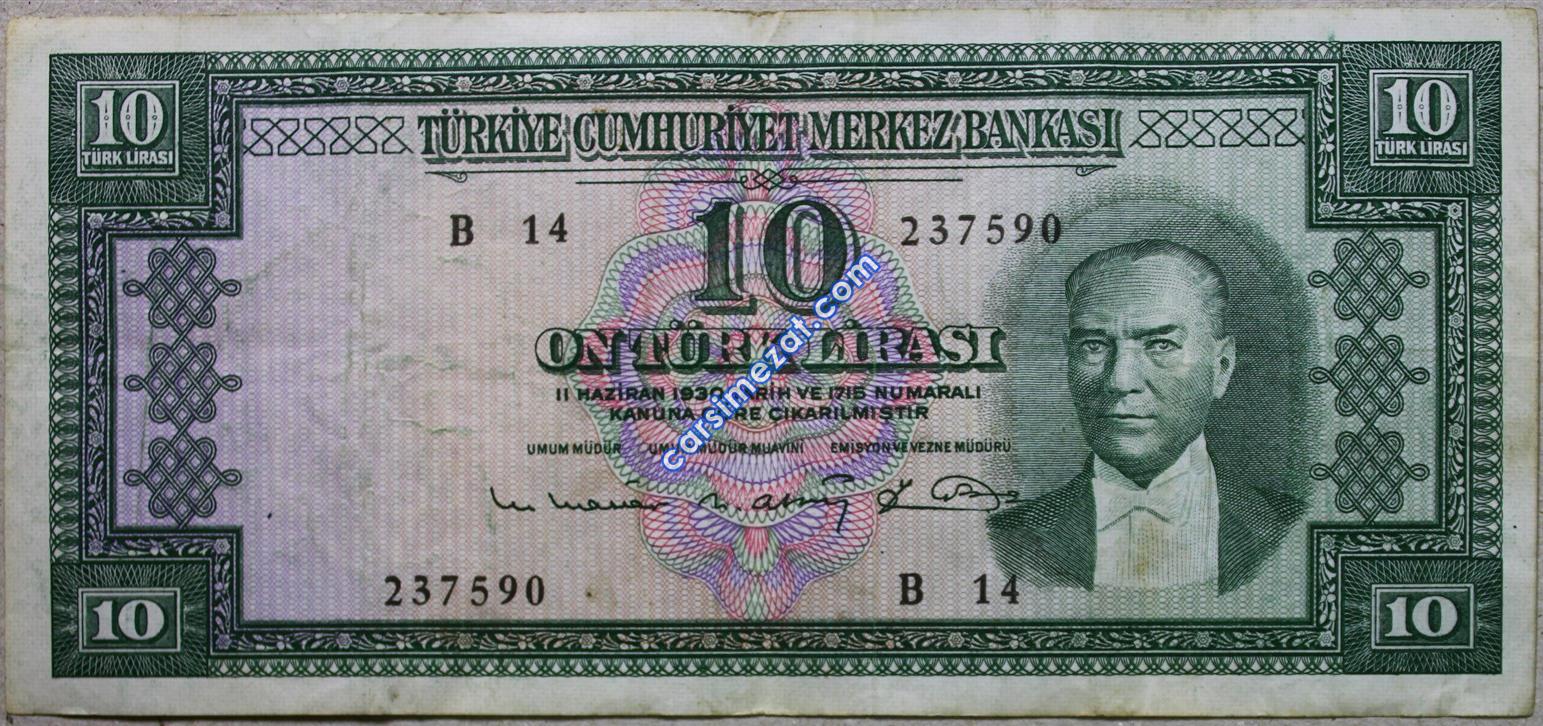 10 TÜRK LİRASI
10 TÜRK LİRASI
TÜRKİYE CUMHURİYET MERKEZ BANKASI
B 14
10
237590
ON TÜRK LİRASI
11 HAZİRAN 1930 TARİH VE 1715 NUMARALI
KANUNA GÖRE ÇIKARILMIŞTIR
UMUM MÜDÜR UMUM MÜDÜR MUAVİNİ EMİSYON VE VEZNE MÜDÜRÜ
carsimezat.com
237590
B 14
10
10